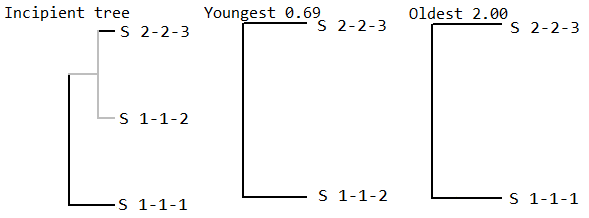 Incipient tree
S 2-2-3
S 1-1-2
S 1-1-1
Youngest 0.69
S 2-2-3
S 1-1-2
Oldest 2.00
S 2-2-3
S 1-1-1